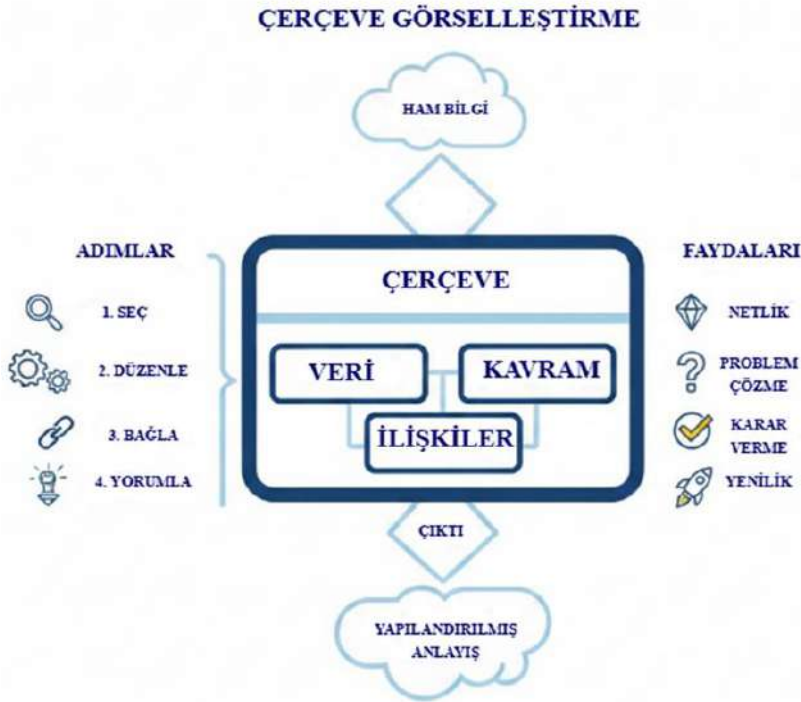 ÇERÇEVE GÖRSELLEŞTİRME
HAM BİLGİ
ADIMLAR
1. SEÇ
2. DÜZENLE
3. BAĞLA
4. YORUMLA
ÇERÇEVE
VERİ
KAVRAM
İLİŞKİLER
FAYDALARI
NETLİK
PROBLEM
ÇÖZME
KARAR
VERME
YENİLİK
ÇIKTI
YAPILANDIRILMIŞ
ANLAYIŞ